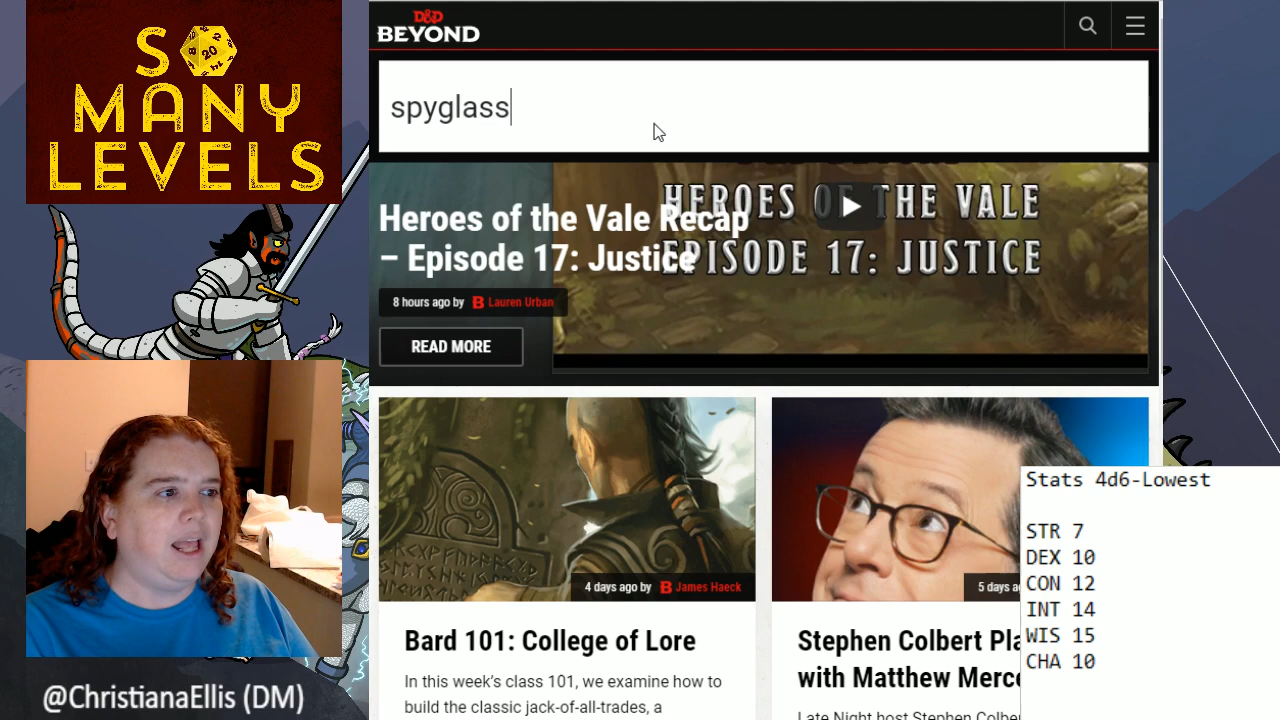 SO
MANY
LEVELS
@ChristianaEllis (DM)
D&D
BEYOND
spyglass
HEROES OF THE VALE
EPISODE 17: JUSTICE
Heroes of the Vale Recap
– Episode 17: Justice
8 hours ago by B Lauren Urban
READ MORE
4 days ago by B James Haeck
Bard 101: College of Lore
In this week's class 101, we examine how to
build the classic jack-of-all-trades, a
5 days
Stephen Colbert
with Matthew
Late Night host Stephen
Stats 4d6-Lowest
STR 7
DEX 10
CON 12
INT 14
WIS 15
CHA 10